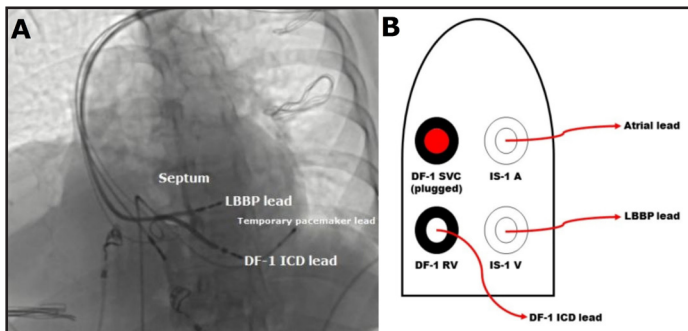 A
Septum
LBBP lead
Temporary pacemaker lead
DF-1 ICD lead
B
Atrial lead
DF-1 SVC
(plugged)
IS-1 A
LBBP lead
DF-1 RV
IS-1 V
DF-1 ICD lead